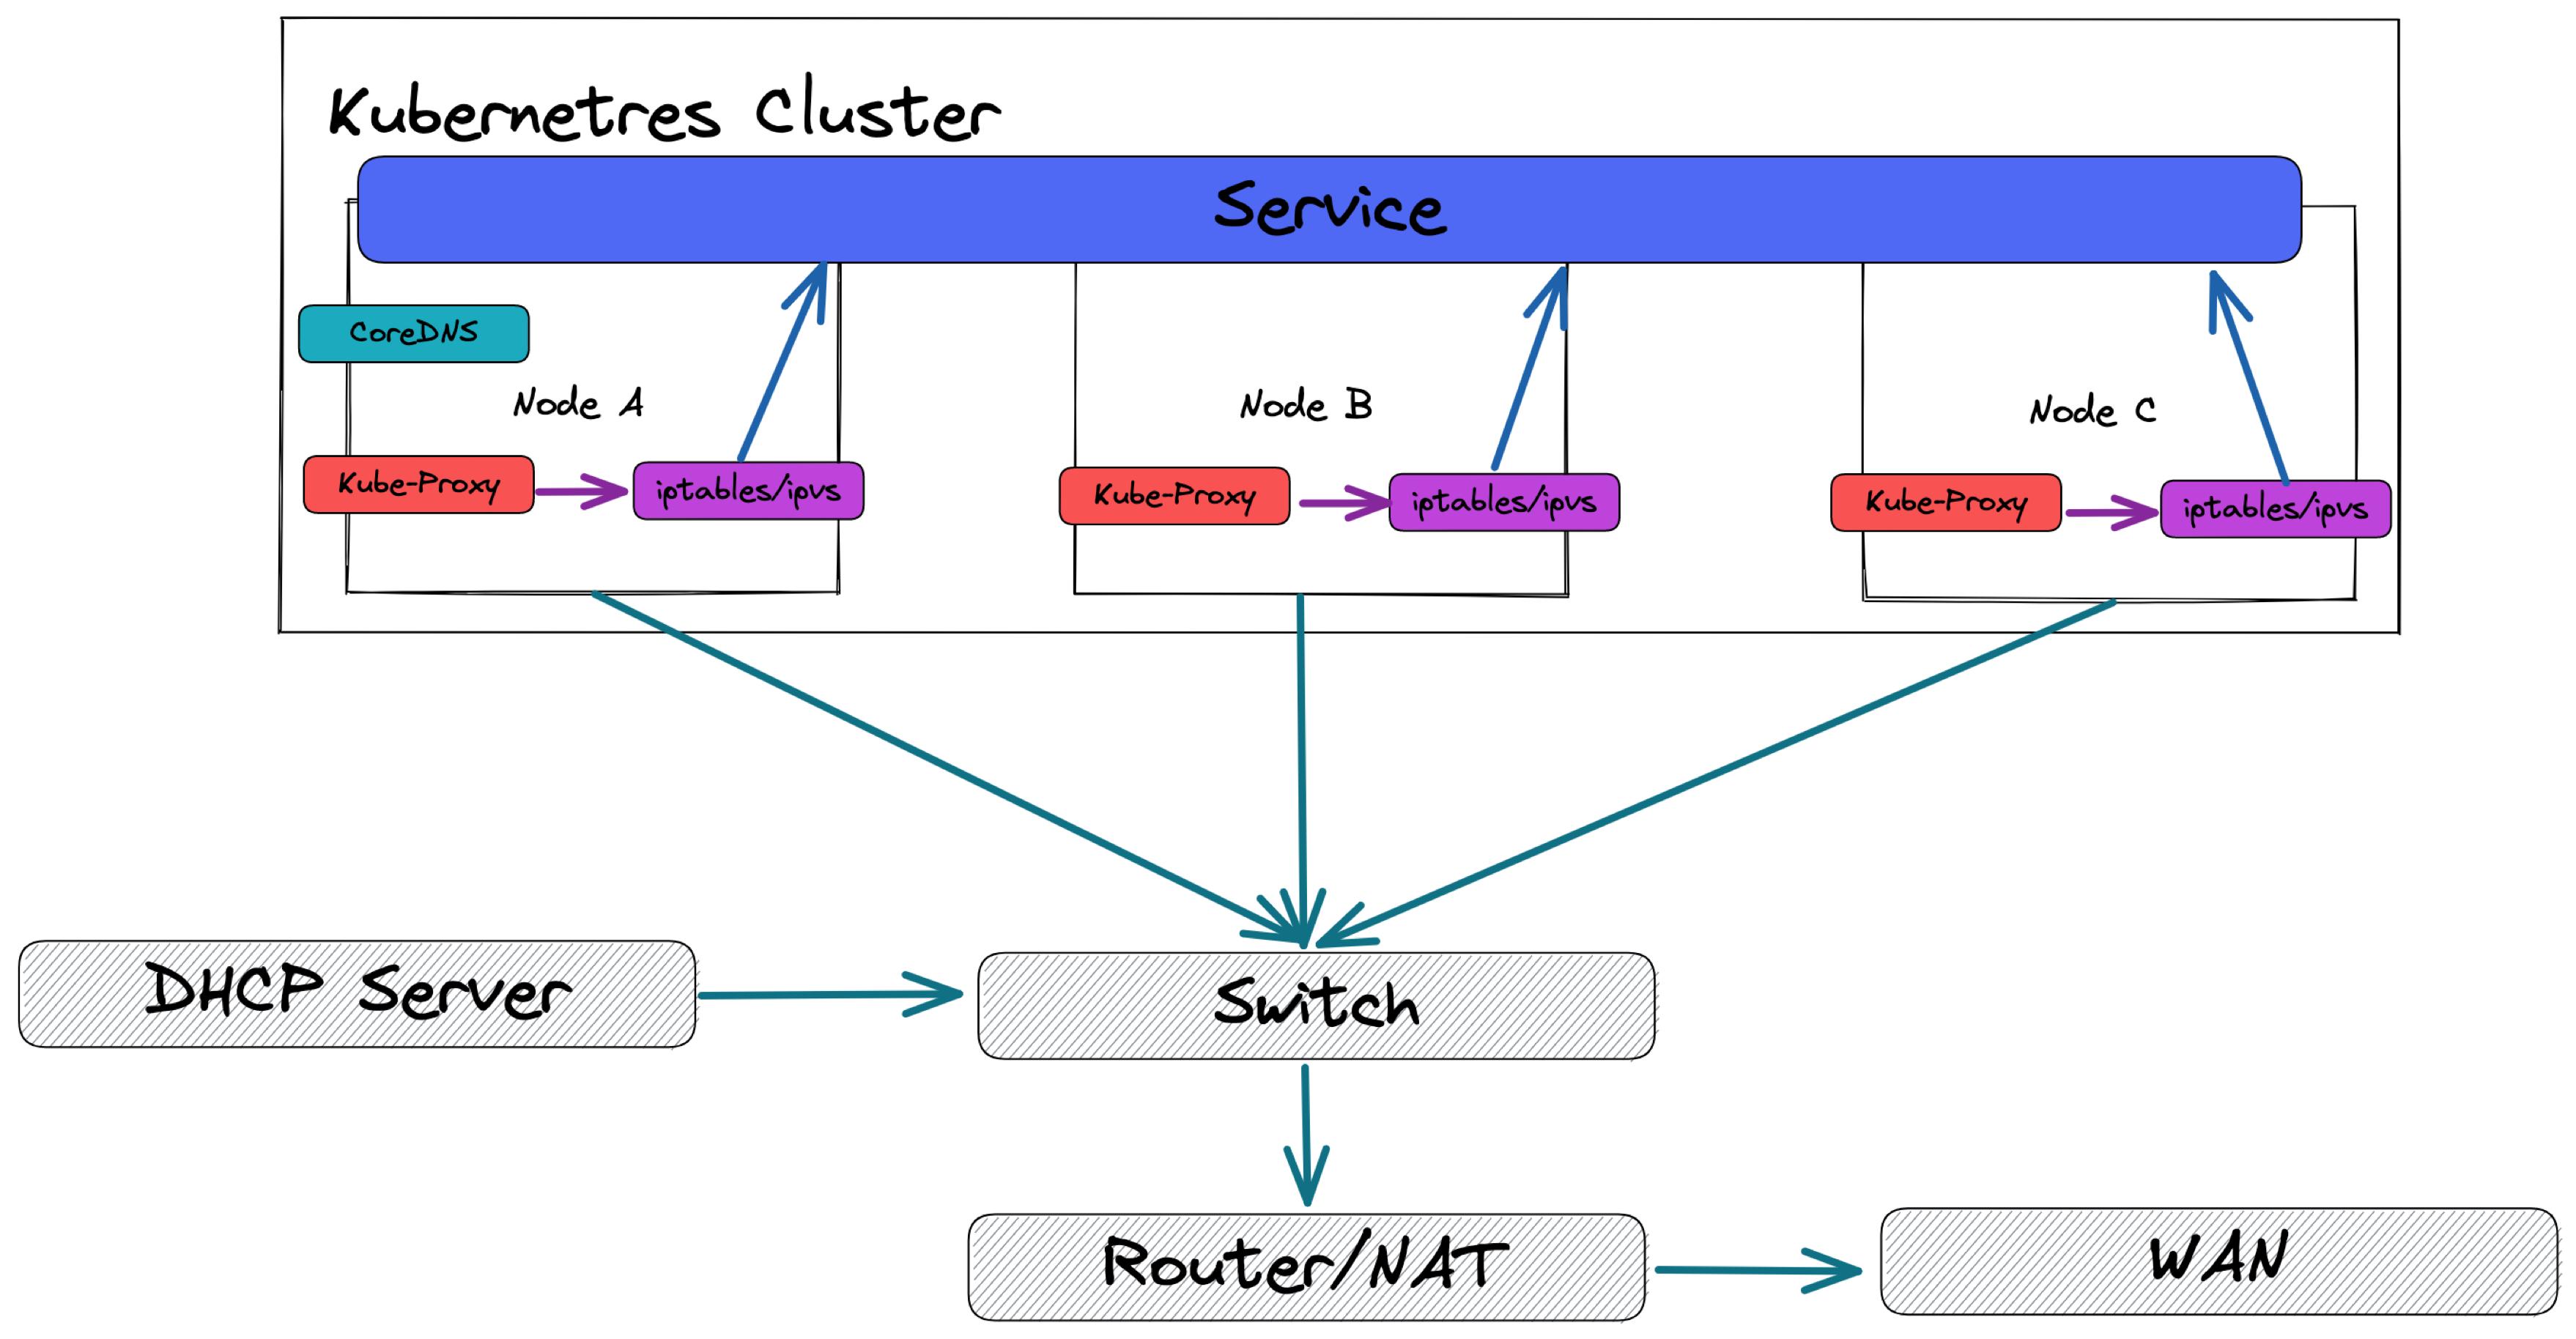 Kubernetres Cluster
Service
CoreDNS
Node A
Kube-Proxy
iptables/ipvs
Node B
Kube-Proxy
iptables/ipvs
Node C
Kube-Proxy
iptables/ipvs
DHCP Server
Switch
Router/NAT
WAN